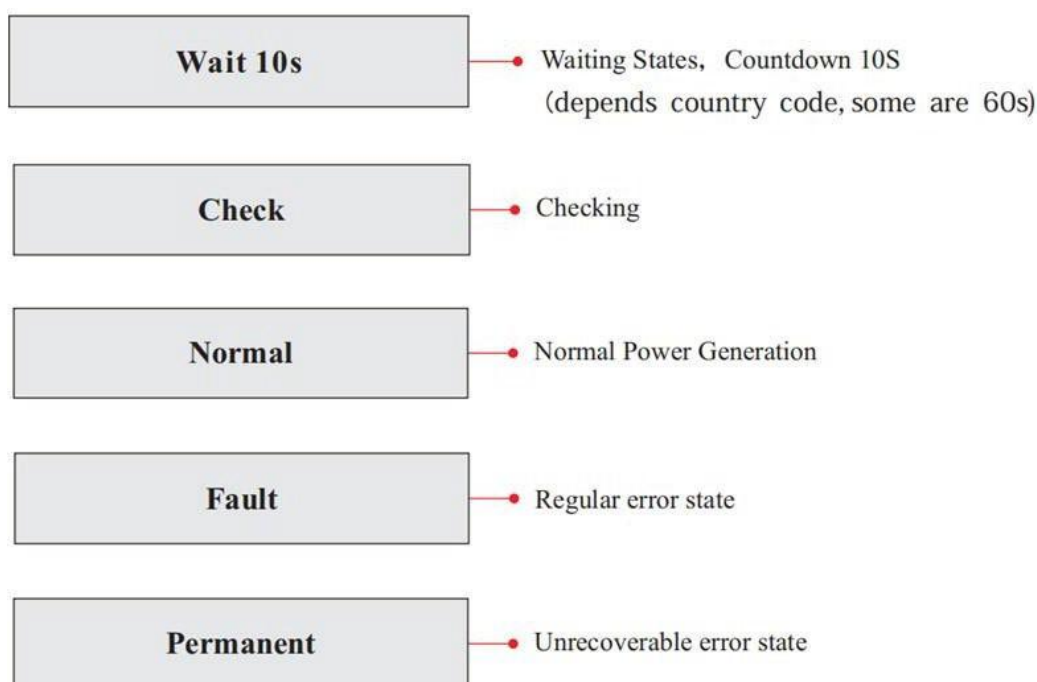 Wait 10s
Waiting States, Countdown 10S
(depends country code, some are 60s)
Check
Checking
Normal
Normal Power Generation
Fault
Regular error state
Permanent
Unrecoverable error state